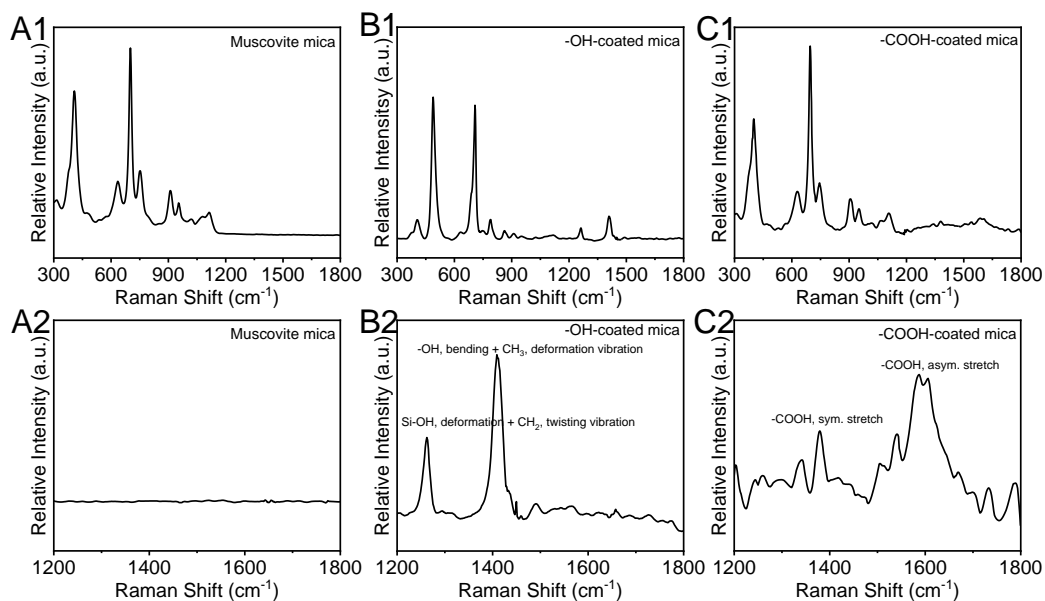 A1
Muscovite mica
Relative Intensity (a.u.)
300 600 900 1200 1500 1800
Raman Shift (cm⁻¹)
B1
-OH-coated mica
Relative Intensitsy (a.u.)
300 600 900 1200 1500 1800
Raman Shift (cm⁻¹)
C1
-COOH-coated mica
Relative Intensity (a.u.)
300 600 900 1200 1500 1800
Raman Shift (cm⁻¹)
A2
Muscovite mica
Relative Intensity (a.u.)
1200 1400 1600 1800
Raman Shift (cm⁻¹)
B2
-OH-coated mica
-OH, bending + CH₃, deformation vibration
Si-OH, deformation + CH₂, twisting vibration
Relative Intensity (a.u.)
1200 1400 1600 1800
Raman Shift (cm⁻¹)
C2
-COOH-coated mica
-COOH, asym. stretch
-COOH, sym. stretch
Relative Intensity (a.u.)
1200 1400 1600 1800
Raman Shift (cm⁻¹)